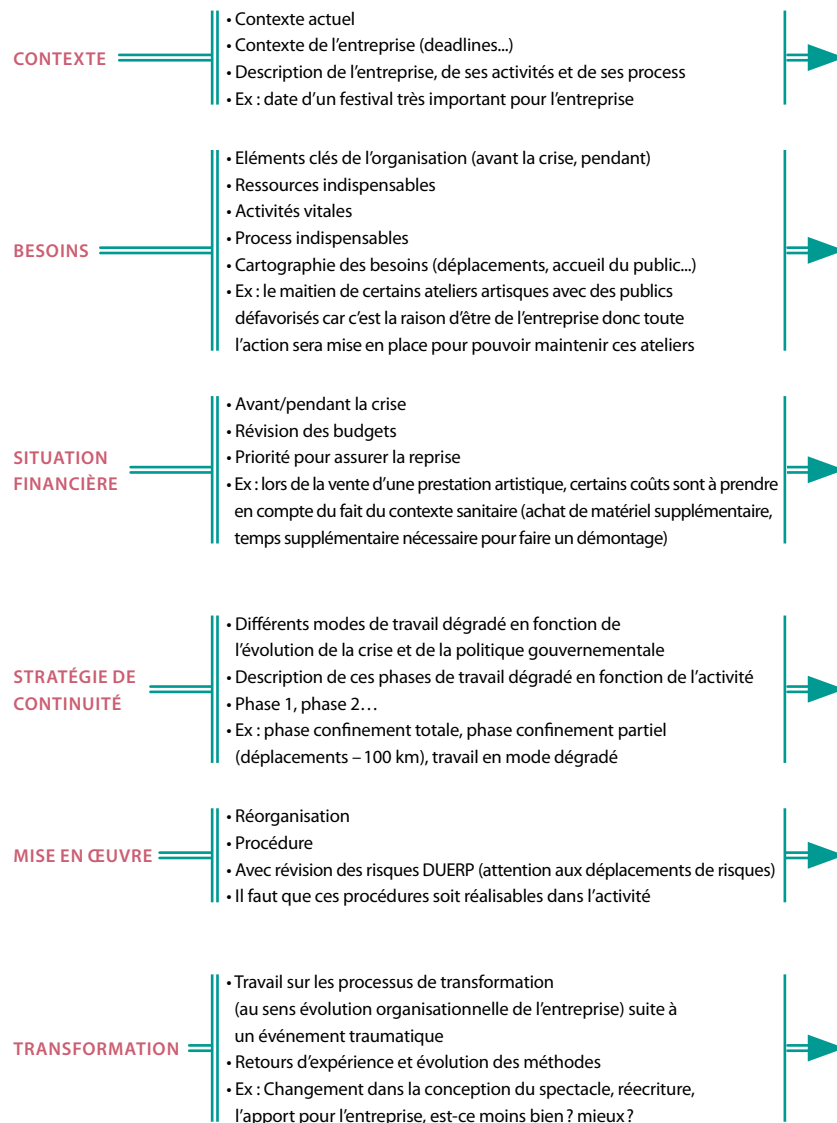 CONTEXTE
• Contexte actuel
• Contexte de l'entreprise (deadlines...)
• Description de l'entreprise, de ses activités et de ses process
• Ex : date d'un festival très important pour l'entreprise
BESOINS
• Eléments clés de l'organisation (avant la crise, pendant)
• Ressources indispensables
• Activités vitales
• Process indispensables
• Cartographie des besoins (déplacements, accueil du public...)
• Ex : le maitien de certains ateliers artisques avec des publics
défavorisés car c'est la raison d'être de l'entreprise donc toute
l'action sera mise en place pour pouvoir maintenir ces ateliers
SITUATION
FINANCIÈRE
• Avant/pendant la crise
• Révision des budgets
• Priorité pour assurer la reprise
• Ex : lors de la vente d'une prestation artistique, certains coûts sont à prendre
en compte du fait du contexte sanitaire (achat de matériel supplémentaire,
temps supplémentaire nécessaire pour faire un démontage)
STRATÉGIE DE
CONTINUITÉ
• Différents modes de travail dégradé en fonction de
l'évolution de la crise et de la politique gouvernementale
• Description de ces phases de travail dégradé en fonction de l'activité
• Phase 1, phase 2…
• Ex : phase confinement totale, phase confinement partiel
(déplacements – 100 km), travail en mode dégradé
MISE EN ŒUVRE
• Réorganisation
• Procédure
• Avec révision des risques DUERP (attention aux déplacements de risques)
• Il faut que ces procédures soit réalisables dans l'activité
TRANSFORMATION
• Travail sur les processus de transformation
(au sens évolution organisationnelle de l'entreprise) suite à
un événement traumatique
• Retours d'expérience et évolution des méthodes
• Ex : Changement dans la conception du spectacle, réecriture,
l'apport pour l'entreprise, est-ce moins bien ? mieux ?